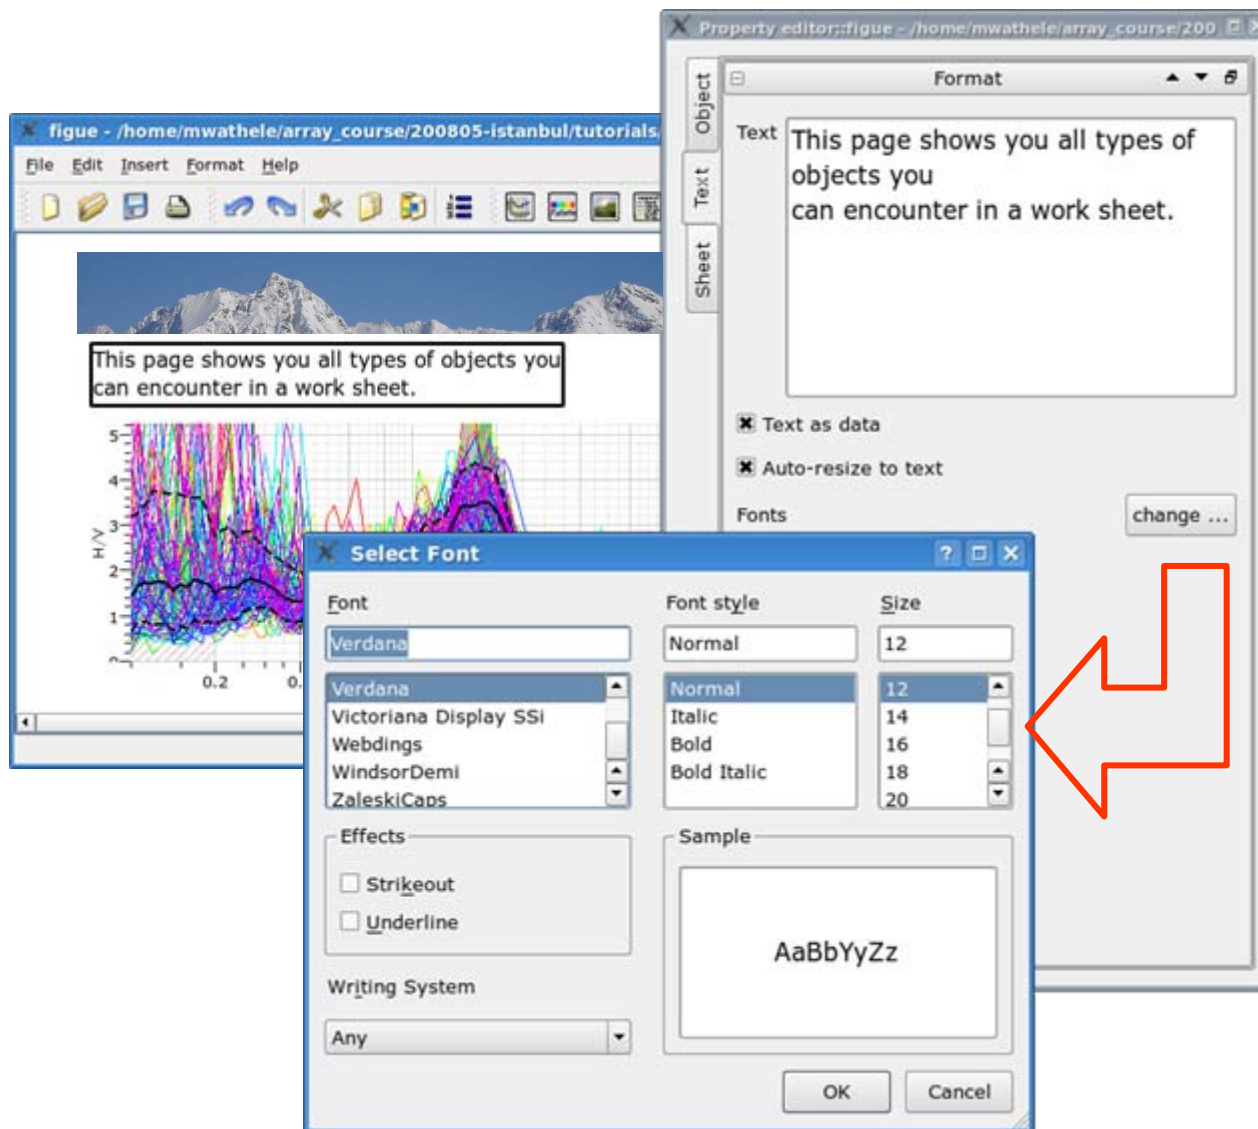 Property editor::figue - /home/mwathele/array_course/200
Object
Text
Sheet
Format
Text
This page shows you all types of
objects you
can encounter in a work sheet.
Text as data
Auto-resize to text
Fonts
change ...
figue - /home/mwathele/array_course/200805-istanbul/tutorials/
File Edit Insert Format Help
This page shows you all types of objects you
can encounter in a work sheet.
5
4
3
2
1
H/V
0.2
0.
Select Font
Font
Font style
Size
Verdana
Normal
12
Verdana
Victoriana Display SSi
Webdings
WindsorDemi
ZaleskiCaps
Normal
Italic
Bold
Bold Italic
12
14
16
18
20
Effects
Strikeout
Underline
Sample
AaBbYyZz
Writing System
Any
OK
Cancel